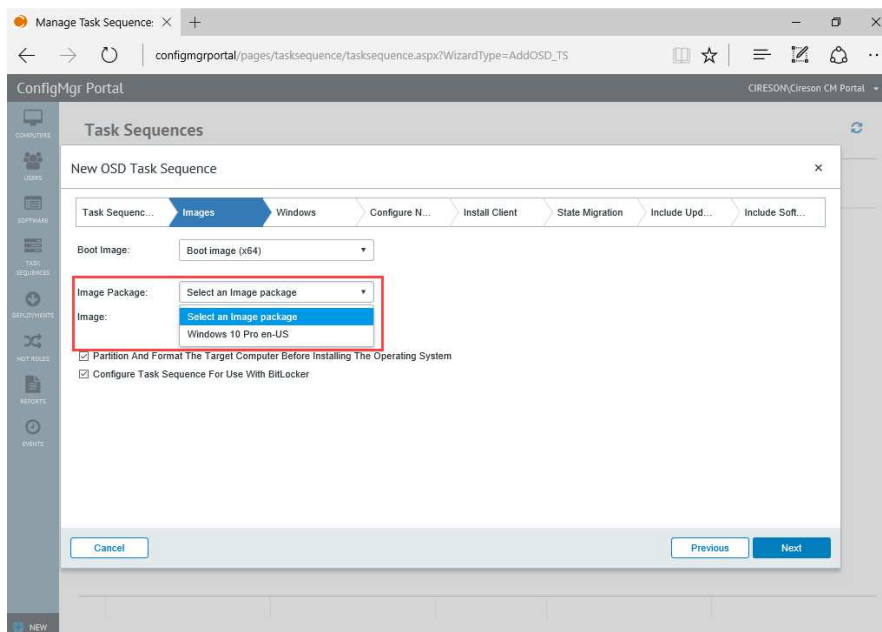 Manage Task Sequence:
configmgrportal/pages/tasksequence/tasksequence.aspx?WizardType=AddOSD_TS
ConfigMgr Portal
CIRESON\Cireson CM Portal
COMPUTERS
USERS
SOFTWARE
TASK
SEQUENCES
DEPLOYMENTS
HOT ROLES
REPORTS
EVENTS
NEW
Task Sequences
New OSD Task Sequence
Task Sequenc...
Images
Windows
Configure N...
Install Client
State Migration
Include Upd...
Include Soft...
Boot Image:
Boot image (x64)
Image Package:
Select an Image package
Image:
Select an Image package
Windows 10 Pro en-US
Partition And Format The Target Computer Before Installing The Operating System
Configure Task Sequence For Use With BitLocker
Cancel
Previous
Next